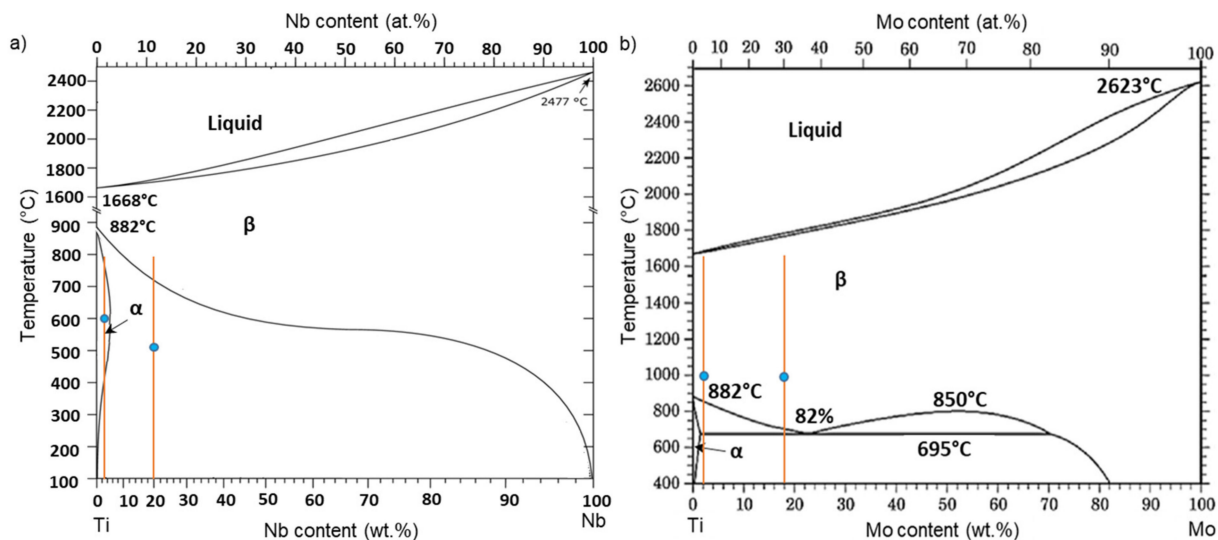 a)
Nb content (at.%)
0 10 20 30 40 50 60 70 80 90 100
2400
2200
2000
1800
1600
900
800
700
600
500
400
300
200
100
Temperature (°C)
2477 °C
Liquid
1668°C
882°C
β
α
0 10 20 30 40 50 60 70 80 90 100
Ti Nb content (wt.%) Nb
b)
Mo content (at.%)
0 10 20 30 40 50 60 70 80 90 100
2600
2400
2200
2000
1800
1600
1400
1200
1000
800
600
400
Temperature (°C)
2623°C
Liquid
β
882°C
82%
850°C
695°C
α
0 10 20 30 40 50 60 70 80 90 100
Ti Mo content (wt.%) Mo